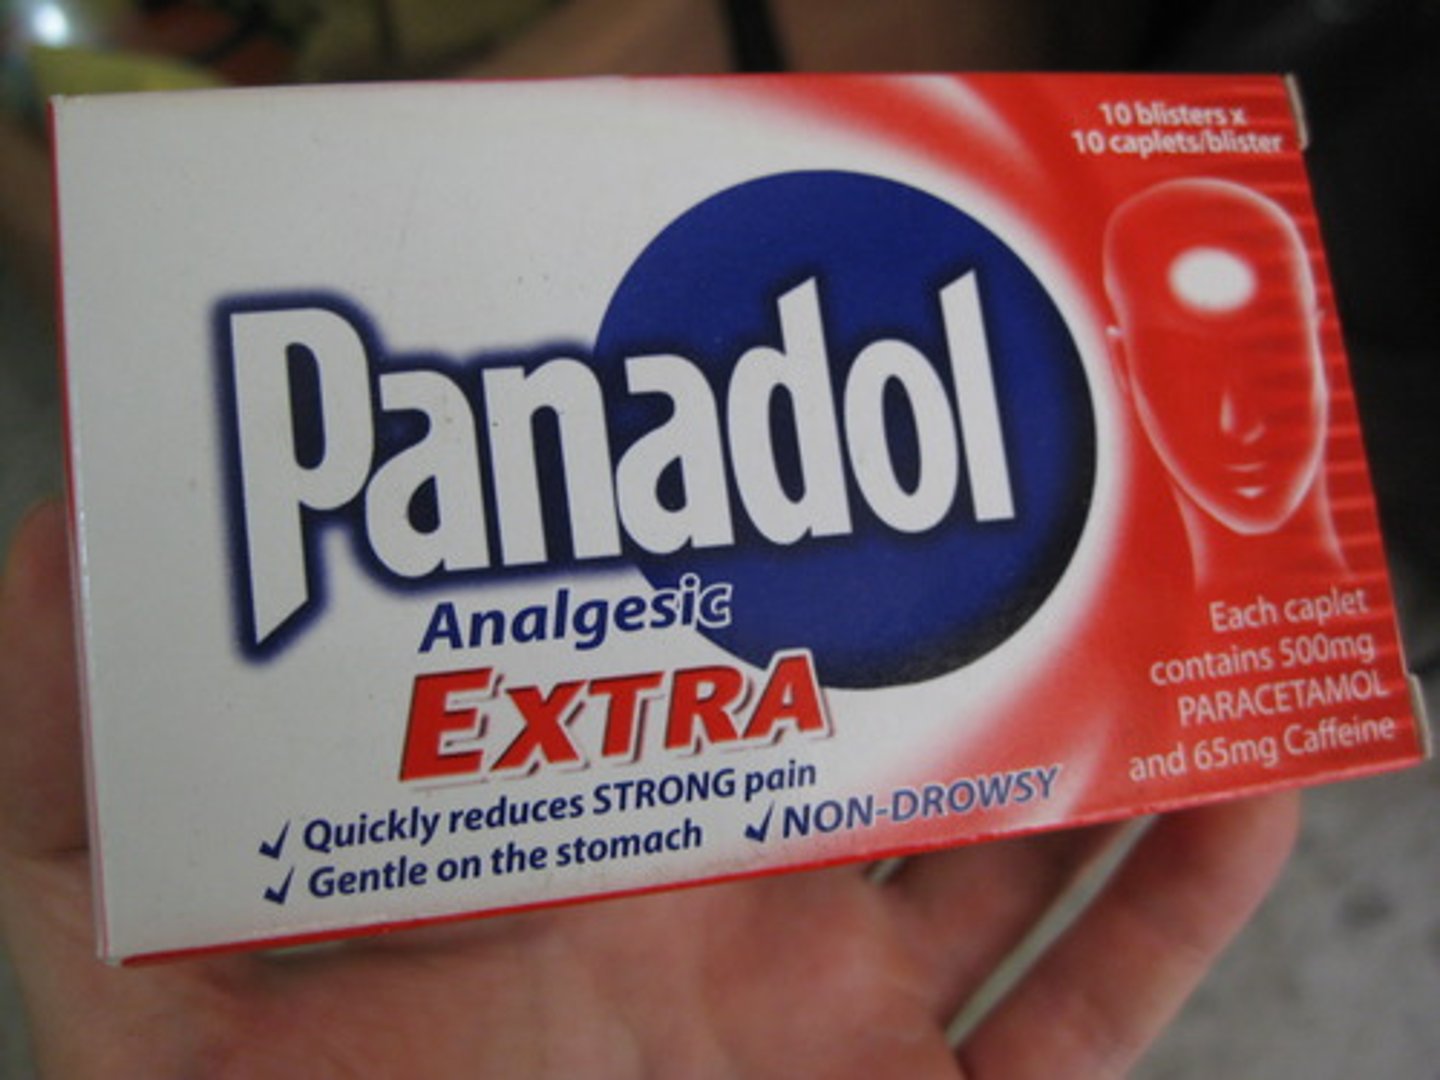 10 blisters x
10 caplets/blister
Panadol
Analgesic
EXTRA
✓ Quickly reduces STRONG pain
✓ Gentle on the stomach ✓ NON-DROWSY
Each caplet
contains 500mg
PARACETAMOL
and 65mg Caffeine